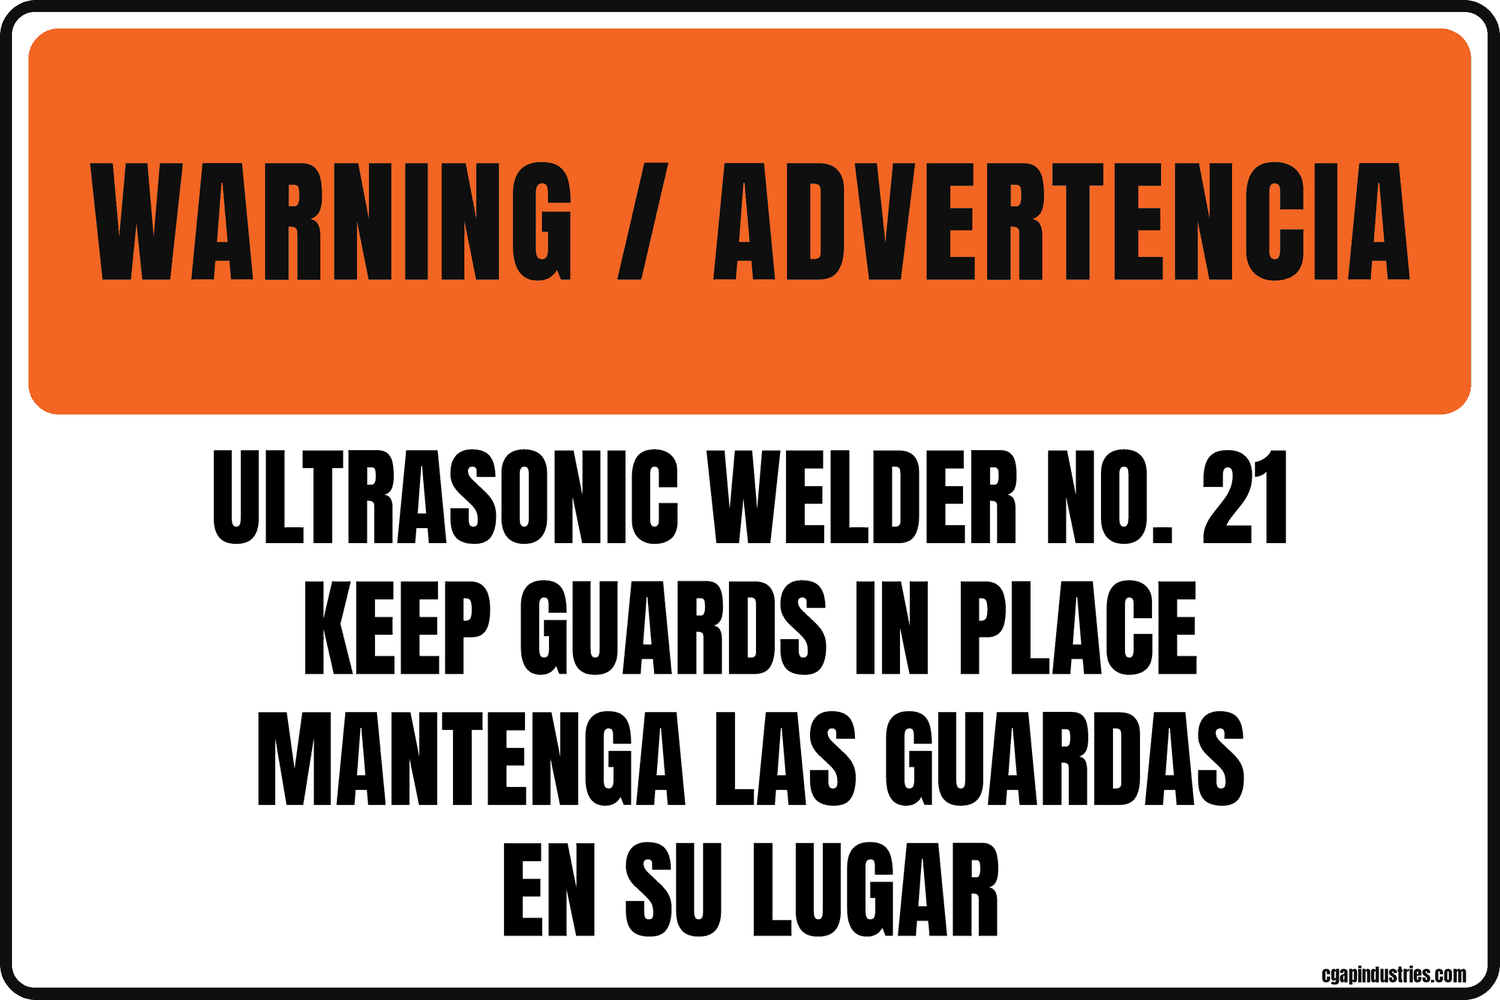 WARNING / ADVERTENCIA
ULTRASONIC WELDER NO. 21
KEEP GUARDS IN PLACE
MANTENGA LAS GUARDAS
EN SU LUGAR
cgapindustries.com